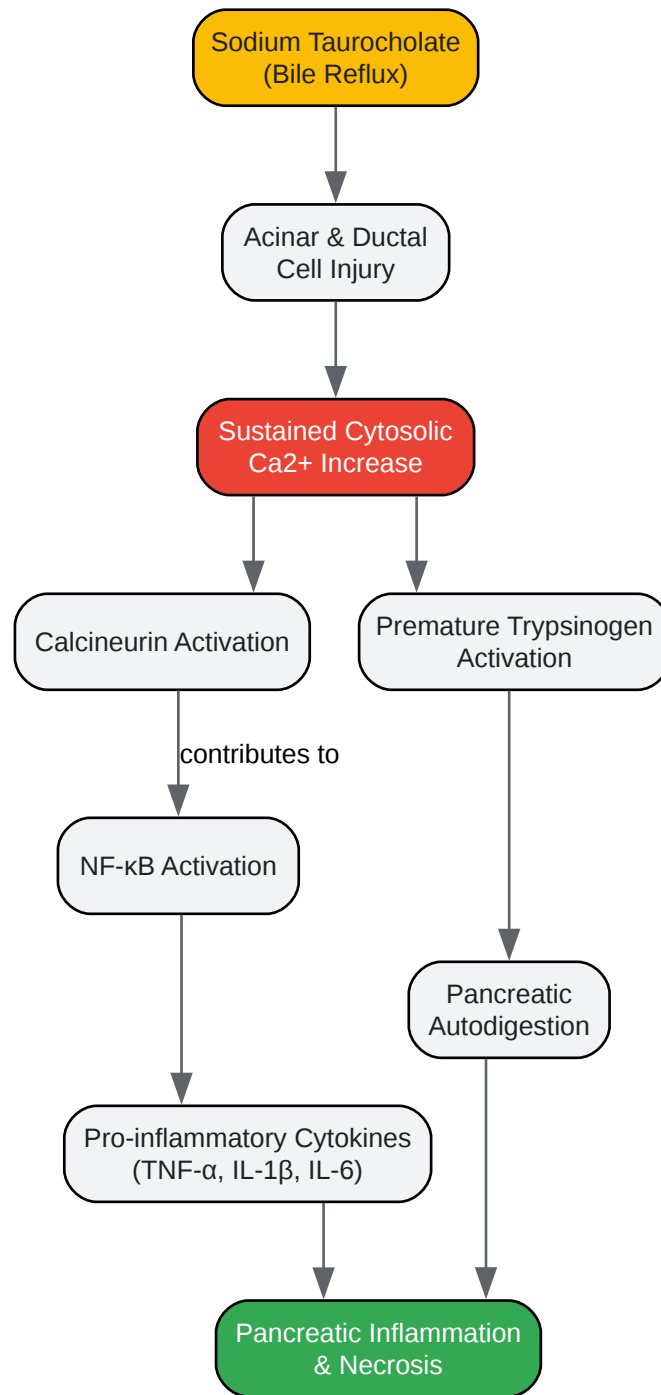 Sodium Taurocholate
(Bile Reflux)
Acinar & Ductal
Cell Injury
Sustained Cytosolic
Ca2+ Increase
Calcineurin Activation
Premature Trypsinogen
Activation
contributes to
NF-κB Activation
Pancreatic
Autodigestion
Pro-inflammatory Cytokines
(TNF-α, IL-1β, IL-6)
Pancreatic Inflammation
& Necrosis